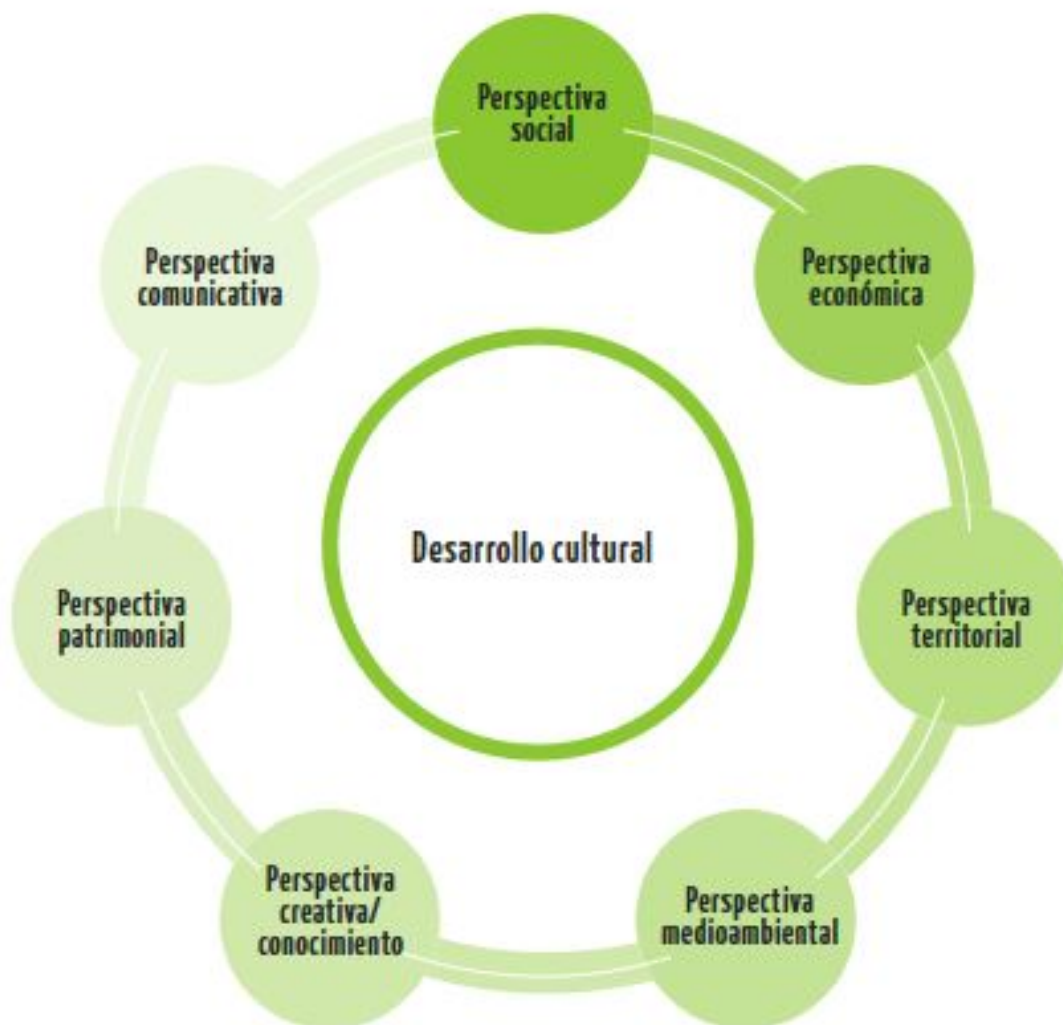 Perspectiva
social
Perspectiva
económica
Perspectiva
territorial
Perspectiva
medioambiental
Perspectiva
creativa/
conocimiento
Perspectiva
patrimonial
Perspectiva
comunicativa
Desarrollo cultural